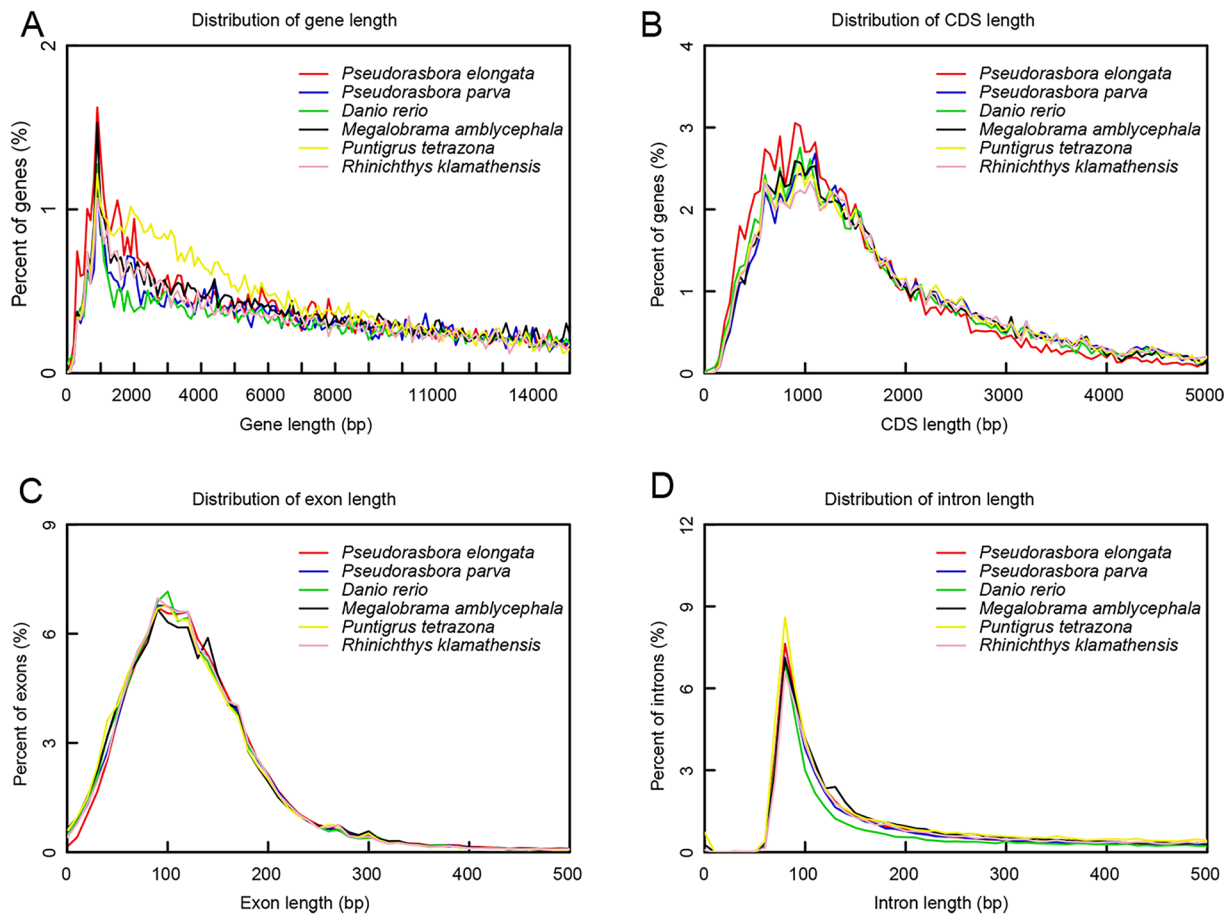 A
Distribution of gene length
2
1
0
Percent of genes (%)
Pseudorasbora elongata
Pseudorasbora parva
Danio rerio
Megalobrama amblycephala
Puntigrus tetrazona
Rhinichthys klamathensis
0 2000 4000 6000 8000 11000 14000
Gene length (bp)
B
Distribution of CDS length
4
3
2
1
0
Percent of genes (%)
Pseudorasbora elongata
Pseudorasbora parva
Danio rerio
Megalobrama amblycephala
Puntigrus tetrazona
Rhinichthys klamathensis
0 1000 2000 3000 4000 5000
CDS length (bp)
C
Distribution of exon length
9
6
3
0
Percent of exons (%)
Pseudorasbora elongata
Pseudorasbora parva
Danio rerio
Megalobrama amblycephala
Puntigrus tetrazona
Rhinichthys klamathensis
0 100 200 300 400 500
Exon length (bp)
D
Distribution of intron length
12
9
6
3
0
Percent of introns (%)
Pseudorasbora elongata
Pseudorasbora parva
Danio rerio
Megalobrama amblycephala
Puntigrus tetrazona
Rhinichthys klamathensis
0 100 200 300 400 500
Intron length (bp)